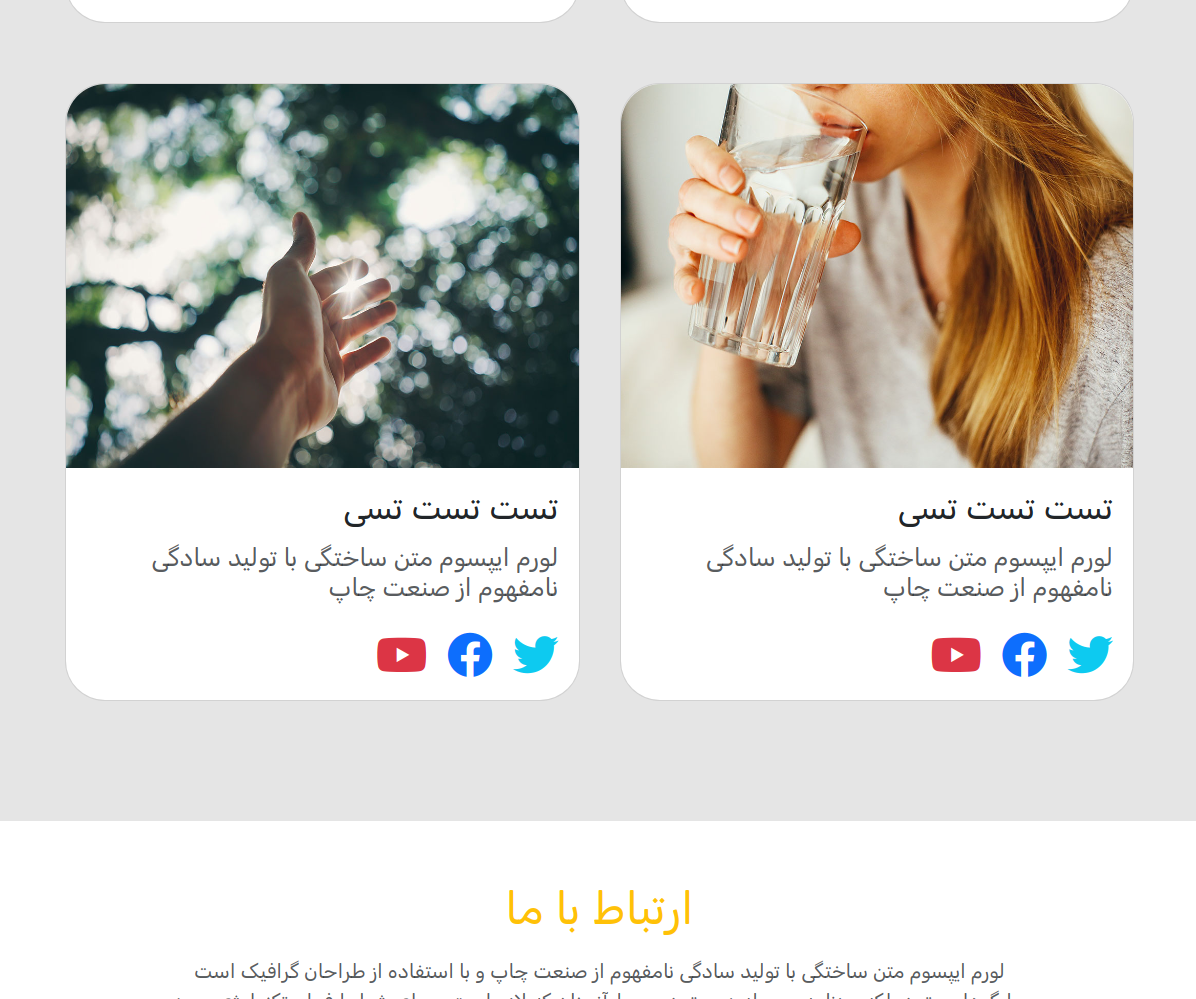 تست تست تسی
لورم ایپسوم متن ساختگی با تولید سادگی
نامفهوم از صنعت چاپ
تست تست تسی
لورم ایپسوم متن ساختگی با تولید سادگی
نامفهوم از صنعت چاپ
ارتباط با ما
لورم ایپسوم متن ساختگی با تولید سادگی نامفهوم از صنعت چاپ و با استفاده از طراحان گرافیک است